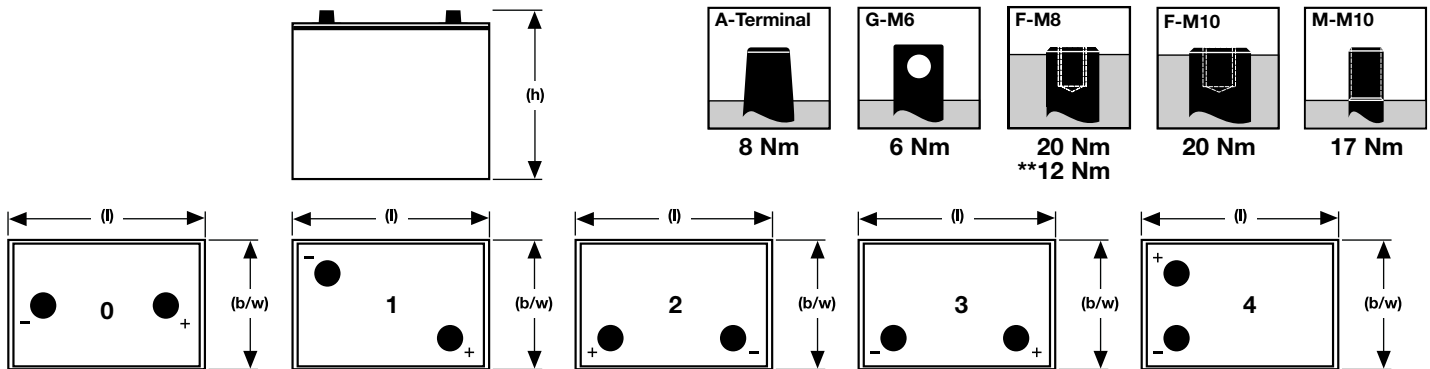 A-Terminal
G-M6
F-M8
F-M10
M-M10
(h)
8 Nm
6 Nm
20 Nm
**12 Nm
20 Nm
17 Nm
(l)
(l)
(l)
(l)
(l)
- 0 +
(b/w)
- 1 +
(b/w)
+ 2 -
(b/w)
- 3 +
(b/w)
+ 4 -
(b/w)